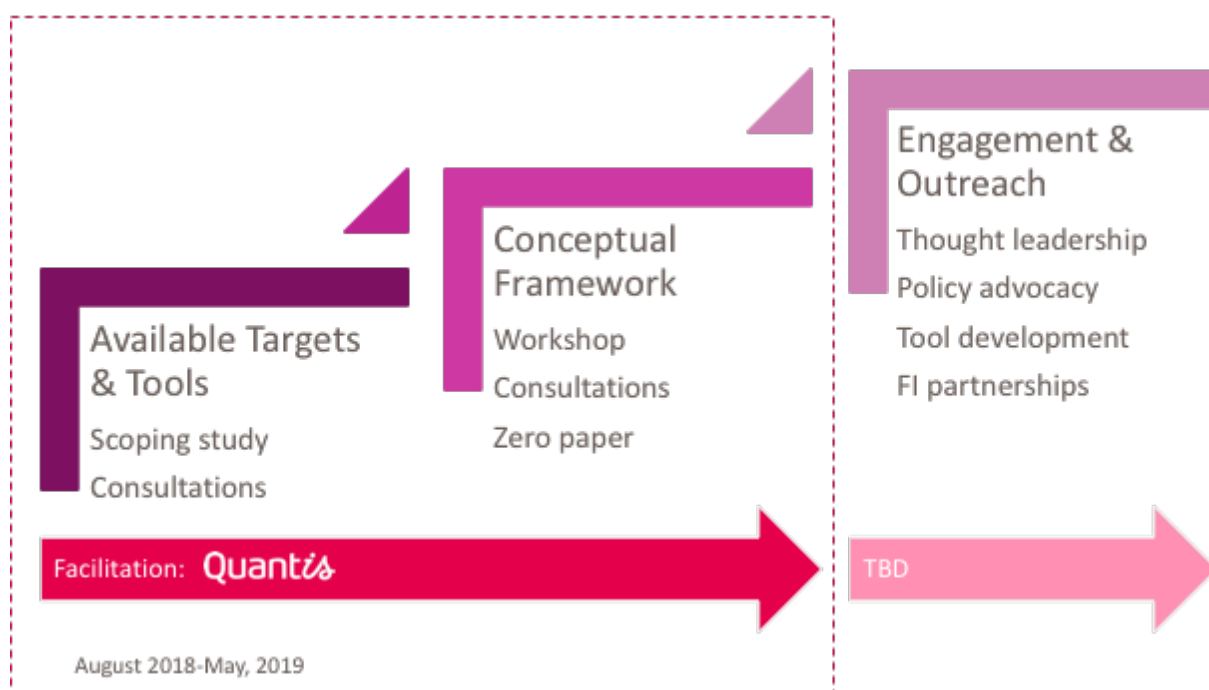 Available Targets
& Tools
Scoping study
Consultations
Conceptual
Framework
Workshop
Consultations
Zero paper
Engagement &
Outreach
Thought leadership
Policy advocacy
Tool development
FI partnerships
Facilitation: Quantis
TBD
August 2018-May, 2019